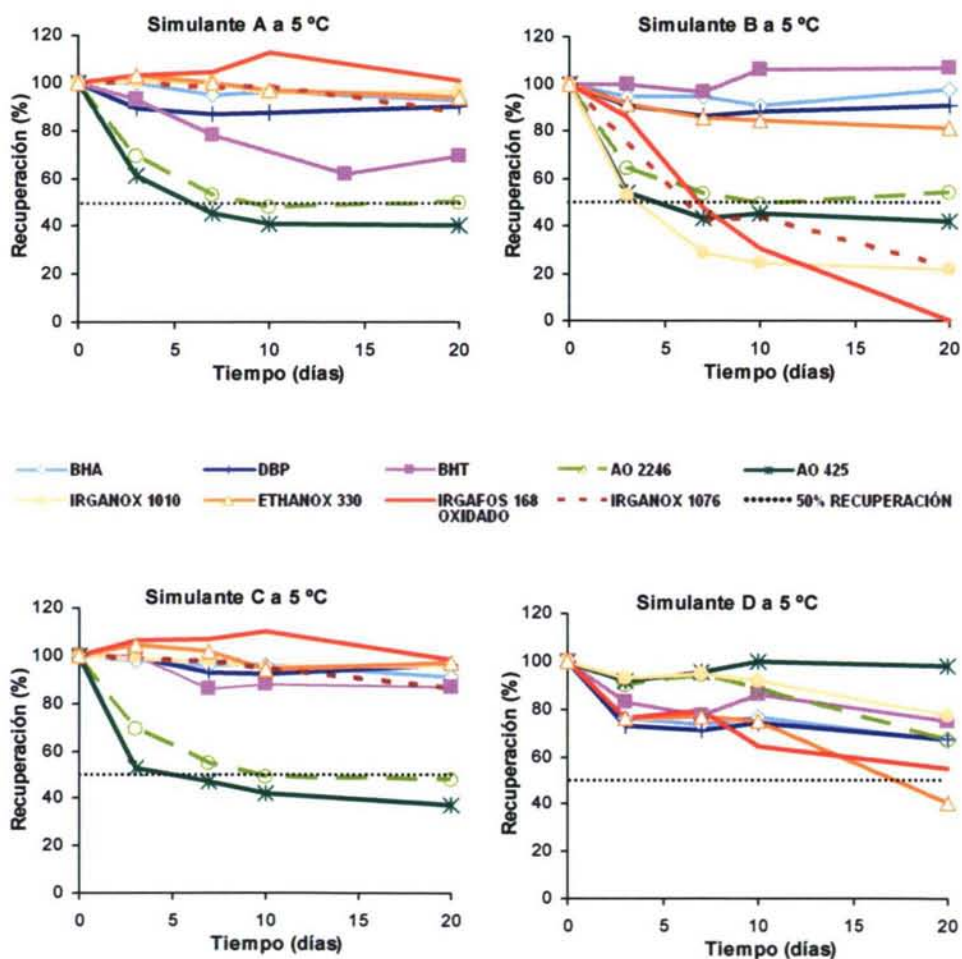 Simulante A a 5 ºC
Recuperación (%)
120
100
80
60
40
20
0
0 5 10 15 20
Tiempo (días)
Simulante B a 5 ºC
Recuperación (%)
120
100
80
60
40
20
0
0 5 10 15 20
Tiempo (días)
BHA DBP BHT AO 2246 AO 425
IRGANOX 1010 ETHANOX 330 IRGAFOS 168 OXIDADO IRGANOX 1076 50% RECUPERACIÓN
Simulante C a 5 ºC
Recuperación (%)
120
100
80
60
40
20
0
0 5 10 15 20
Tiempo (días)
Simulante D a 5 ºC
Recuperación (%)
120
100
80
60
40
20
0
0 5 10 15 20
Tiempo (días)